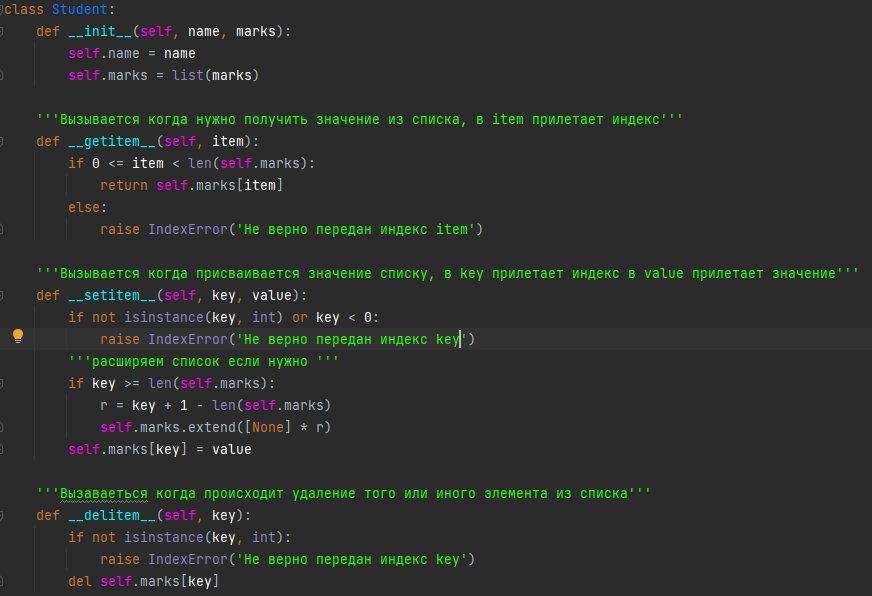 class Student:
    def __init__(self, name, marks):
        self.name = name
        self.marks = list(marks)
    '''Вызывается когда нужно получить значение из списка, в item прилетает индекс'''
    def __getitem__(self, item):
        if 0 <= item < len(self.marks):
            return self.marks[item]
        else:
            raise IndexError('Не верно передан индекс item')
    '''Вызывается когда присваивается значение списку, в key прилетает индекс в value прилетает значение'''
    def __setitem__(self, key, value):
        if not isinstance(key, int) or key < 0:
            raise IndexError('Не верно передан индекс key')
        '''расширяем список если нужно '''
        if key >= len(self.marks):
            r = key + 1 - len(self.marks)
            self.marks.extend([None] * r)
        self.marks[key] = value
    '''Вызаваеться когда происходит удаление того или иного элемента из списка'''
    def __delitem__(self, key):
        if not isinstance(key, int):
            raise IndexError('Не верно передан индекс key')
        del self.marks[key]